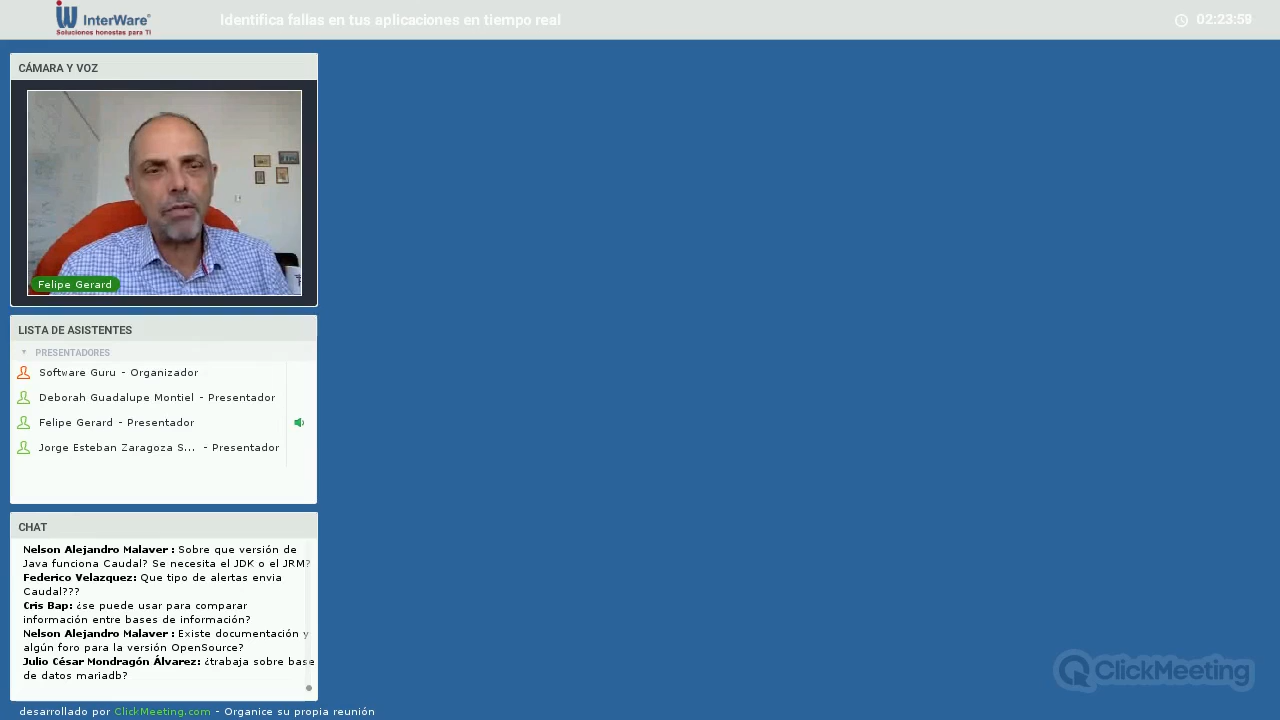 InterWare
Soluciones honestas para TI
Identifica fallas en tus aplicaciones en tiempo real
02:23:59
CÁMARA Y VOZ
Felipe Gerard
LISTA DE ASISTENTES
PRESENTADORES
Software Guru - Organizador
Deborah Guadalupe Montiel - Presentador
Felipe Gerard - Presentador
Jorge Esteban Zaragoza S... - Presentador
CHAT
Nelson Alejandro Malaver : Sobre que versión de
Java funciona Caudal? Se necesita el JDK o el JRM?
Federico Velazquez: Que tipo de alertas envia
Caudal???
Cris Bap: ¿se puede usar para comparar
información entre bases de información?
Nelson Alejandro Malaver : Existe documentación y
algún foro para la versión OpenSource?
Julio César Mondragón Álvarez: ¿trabaja sobre base
de datos mariadb?
ClickMeeting
desarrollado por ClickMeeting.com - Organice su propia reunión